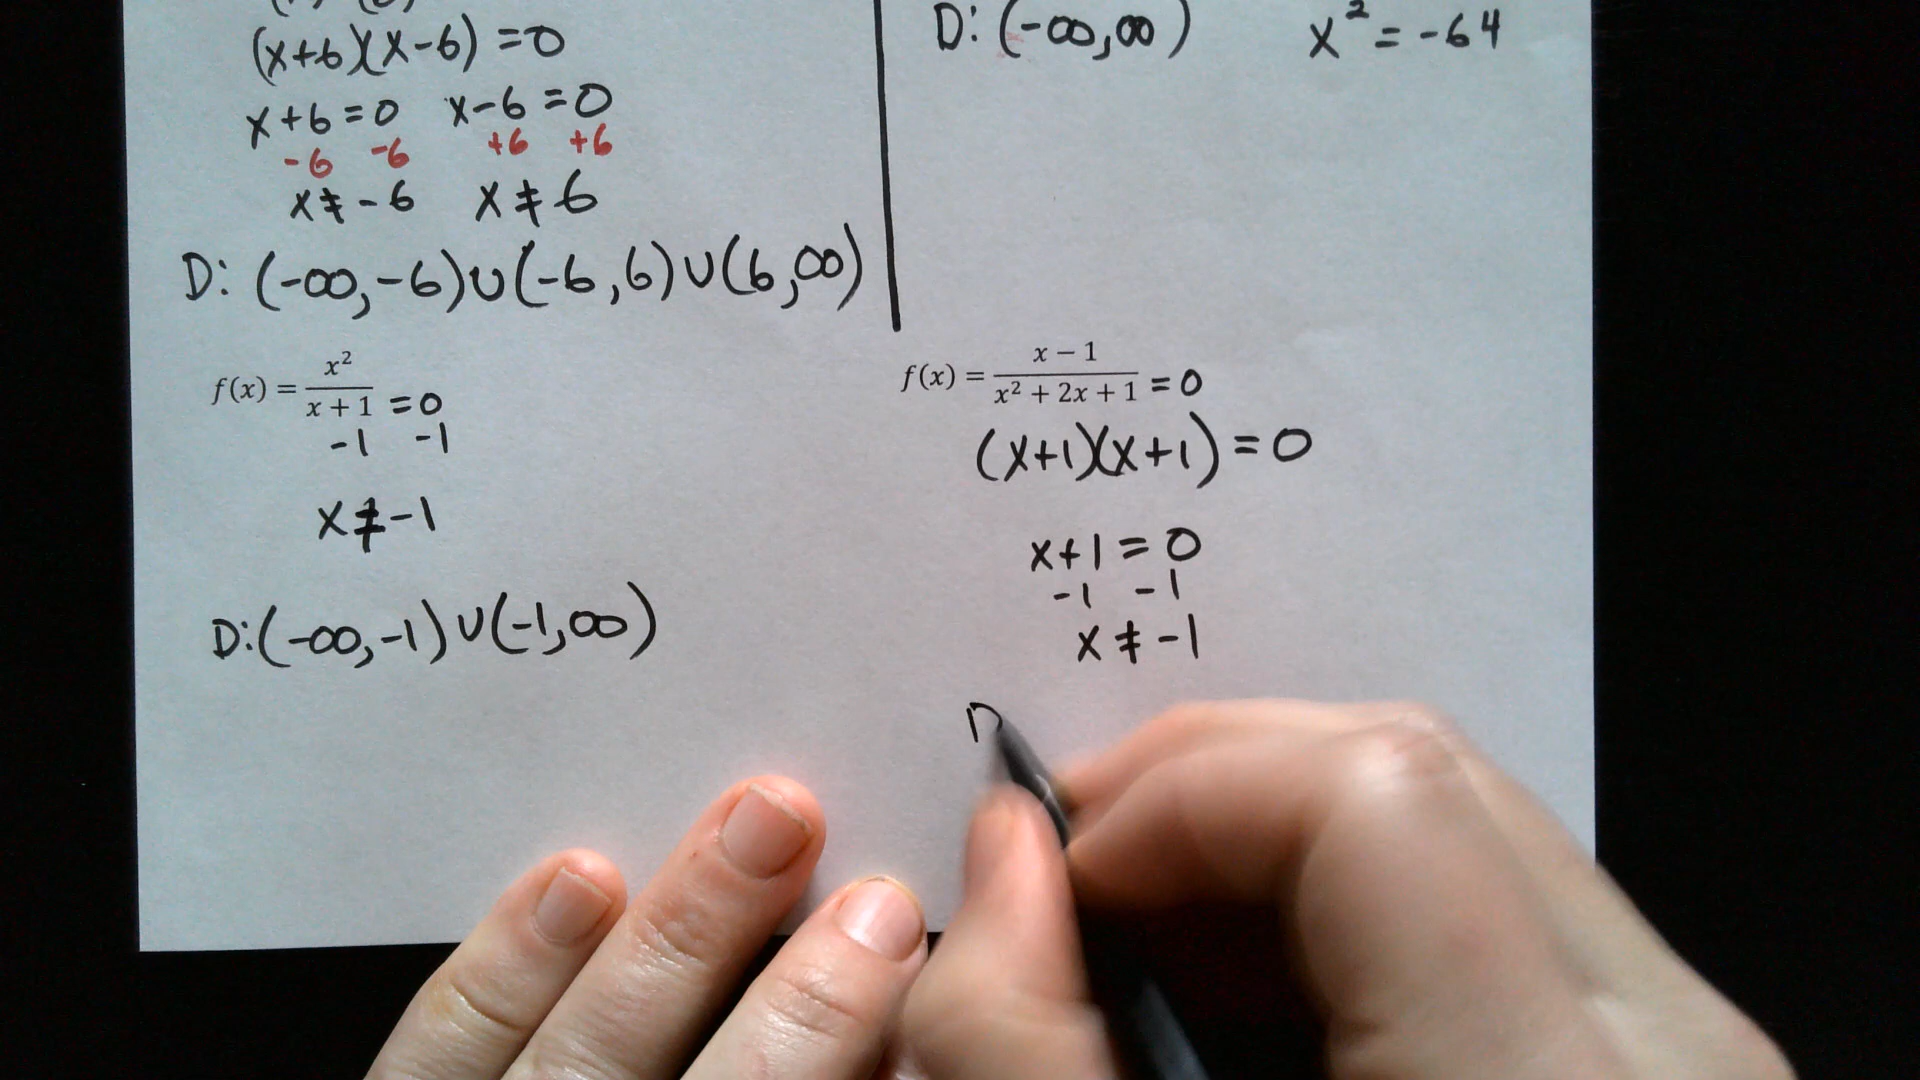 (x+6)(x-6) = 0
x+6=0 x-6=0
-6 -6 +6 +6
x≠-6 x≠6
D: (-∞,-6)∪(-6,6)∪(6,∞)
D: (-∞,∞) x² = -64
f(x) = x²/(x + 1) = 0
-1 -1
x≠-1
D:(-∞,-1)∪(-1,∞)
f(x) = (x − 1)/(x² + 2x + 1) = 0
(x+1)(x+1) = 0
x+1 = 0
-1 -1
x ≠ -1
D